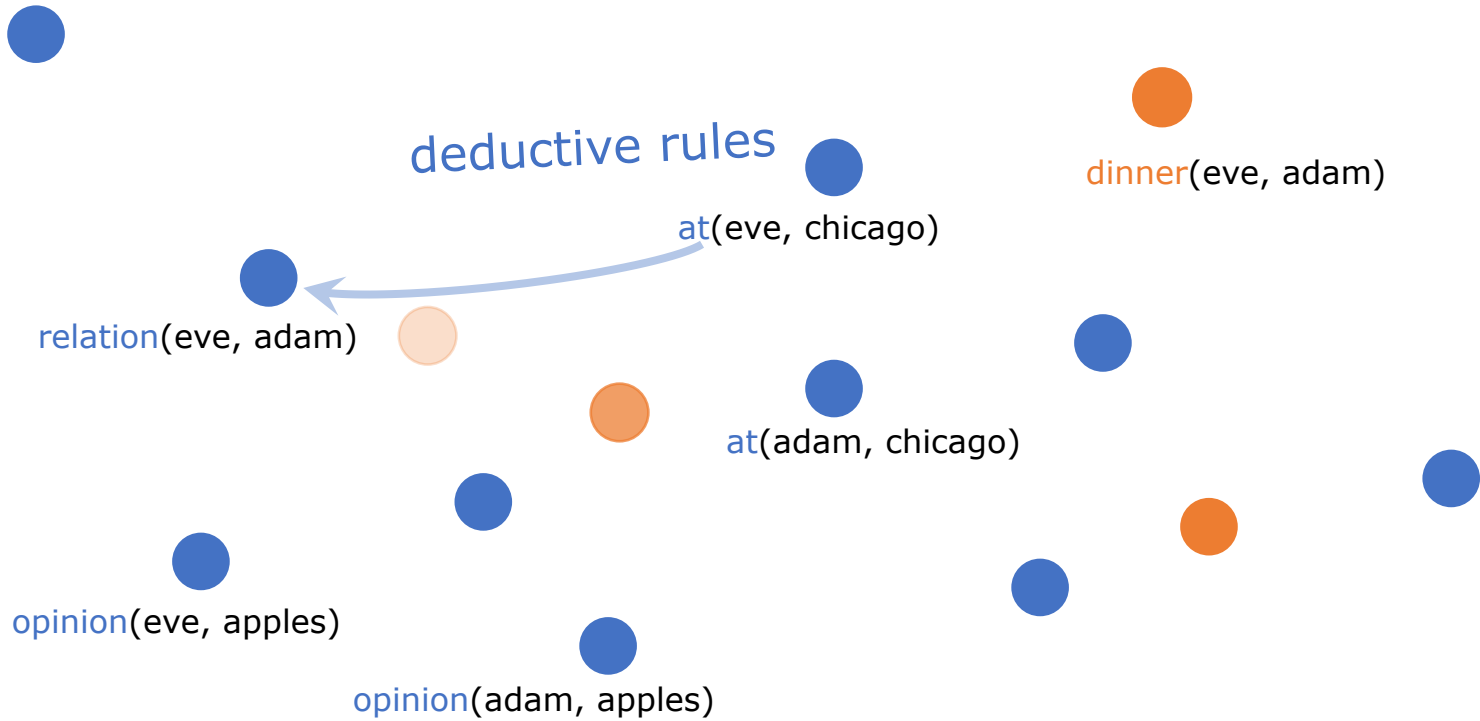 deductive rules
dinner(eve, adam)
at(eve, chicago)
relation(eve, adam)
at(adam, chicago)
opinion(eve, apples)
opinion(adam, apples)